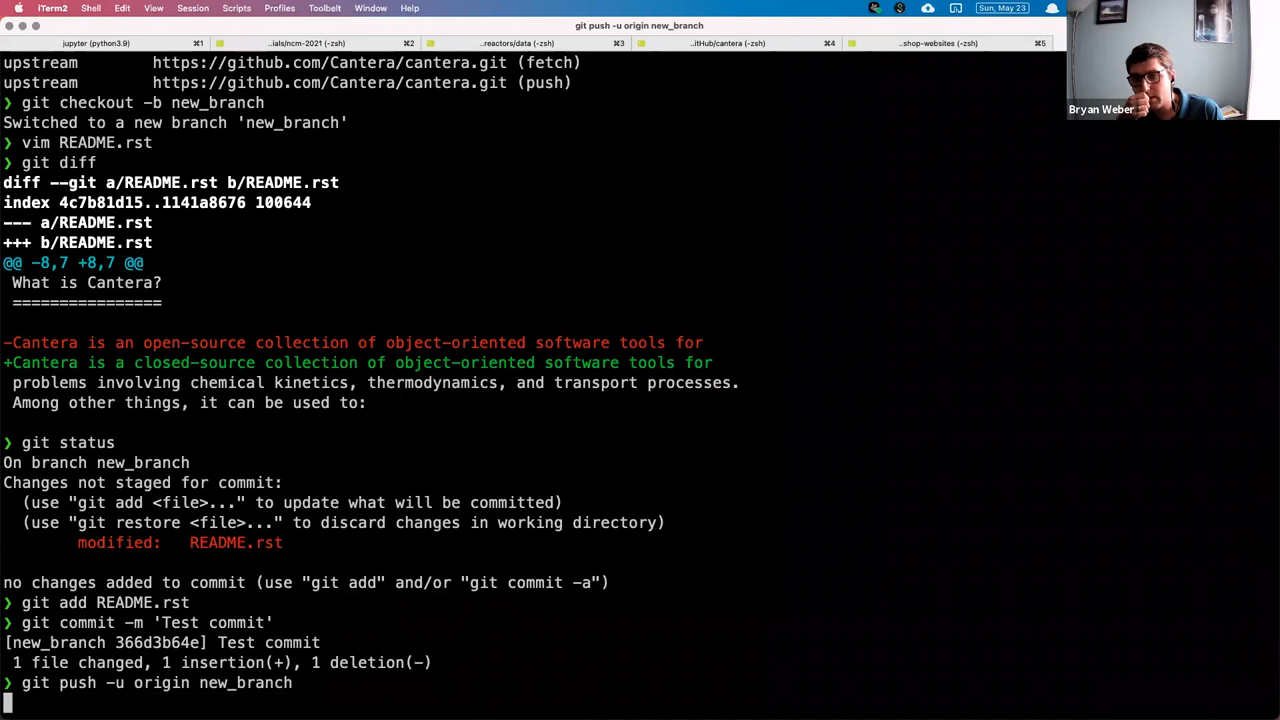 iTerm2 Shell Edit View Session Scripts Profiles Toolbelt Window Help Sun, May 23
git push -u origin new_branch
jupyter (python3.9) ⌘1 ..ials/ncm-2021 (-zsh) ⌘2 ..reactors/data (-zsh) ⌘3 ..itHub/cantera (-zsh) ⌘4 ..shop-websites (-zsh) ⌘5
upstream https://github.com/Cantera/cantera.git (fetch)
upstream https://github.com/Cantera/cantera.git (push)
❯ git checkout -b new_branch
Switched to a new branch 'new_branch'
❯ vim README.rst
❯ git diff
diff --git a/README.rst b/README.rst
index 4c7b81d15..1141a8676 100644
--- a/README.rst
+++ b/README.rst
@@ -8,7 +8,7 @@
What is Cantera?
================
-Cantera is an open-source collection of object-oriented software tools for
+Cantera is a closed-source collection of object-oriented software tools for
problems involving chemical kinetics, thermodynamics, and transport processes.
Among other things, it can be used to:
❯ git status
On branch new_branch
Changes not staged for commit:
(use "git add <file>..." to update what will be committed)
(use "git restore <file>..." to discard changes in working directory)
modified: README.rst
no changes added to commit (use "git add" and/or "git commit -a")
❯ git add README.rst
❯ git commit -m 'Test commit'
[new_branch 366d3b64e] Test commit
1 file changed, 1 insertion(+), 1 deletion(-)
❯ git push -u origin new_branch
Bryan Weber